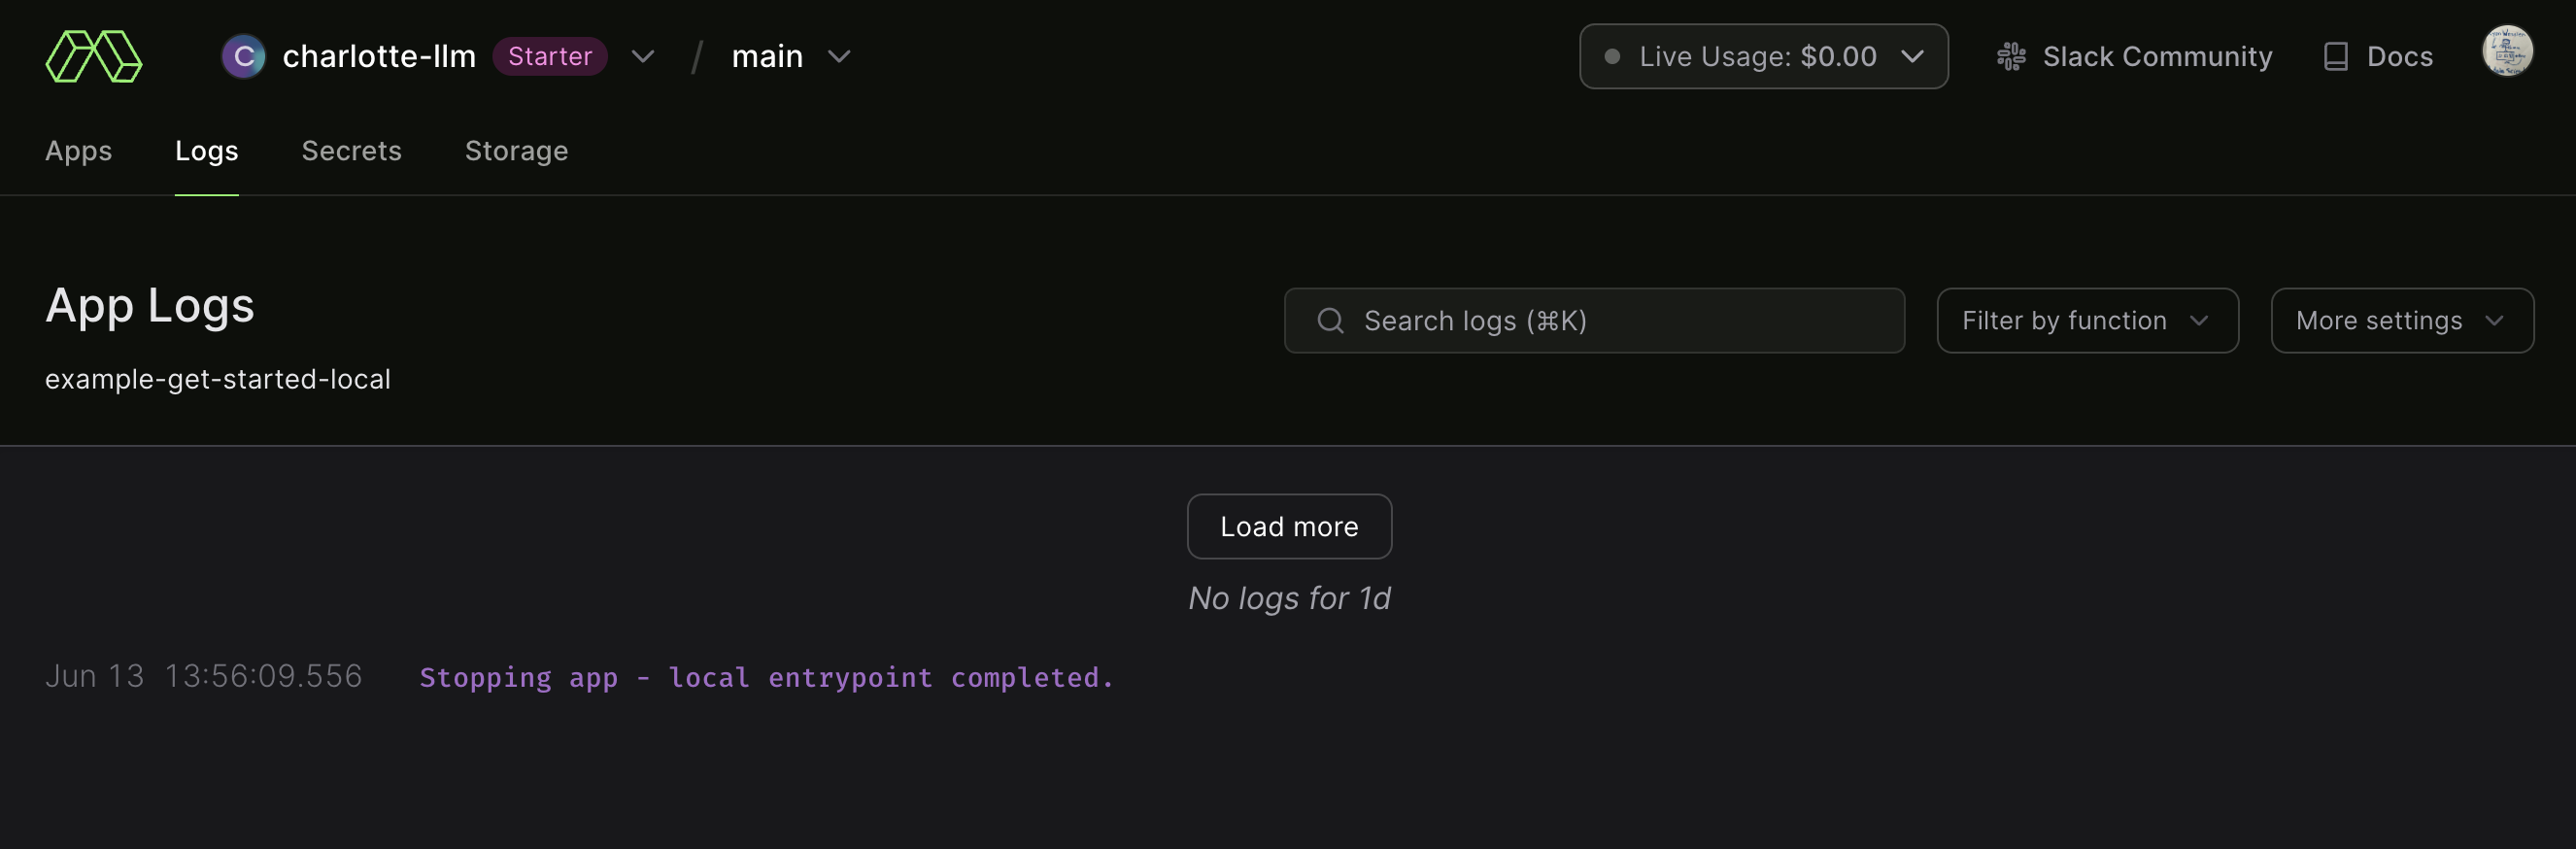 C charlotte-llm Starter / main Live Usage: $0.00 Slack Community Docs
Apps Logs Secrets Storage
App Logs
example-get-started-local
Search logs (⌘K) Filter by function More settings
Load more
No logs for 1d
Jun 13 13:56:09.556 Stopping app - local entrypoint completed.